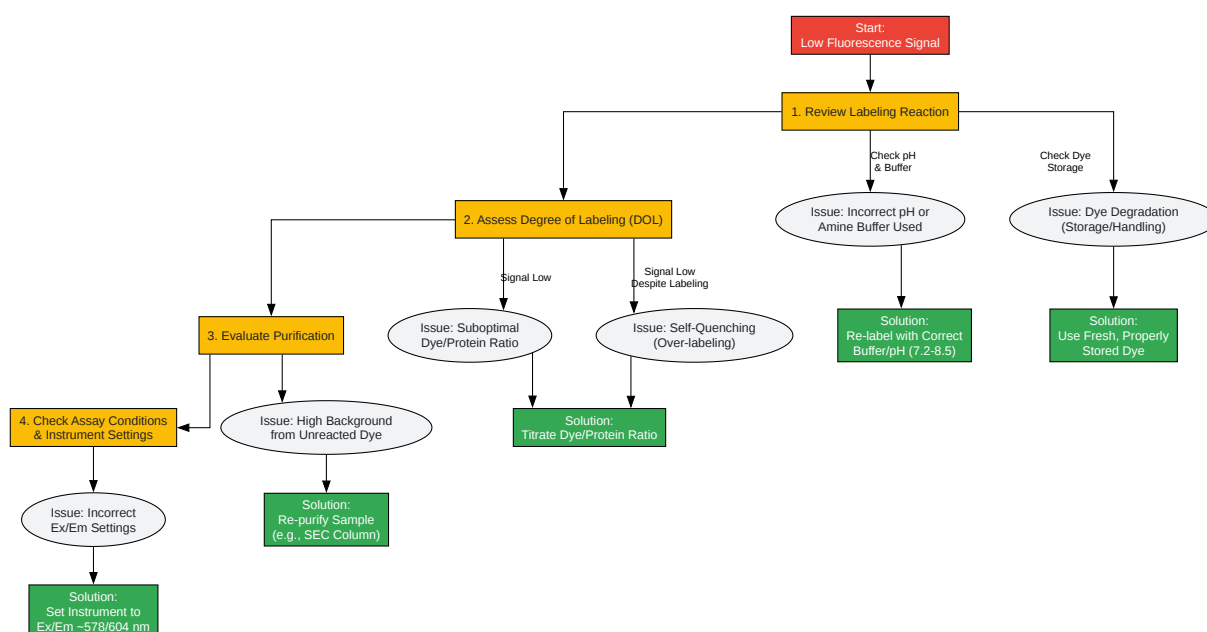 Start:
Low Fluorescence Signal
1. Review Labeling Reaction
Check pH
& Buffer
Check Dye
Storage
Issue: Incorrect pH or
Amine Buffer Used
Issue: Dye Degradation
(Storage/Handling)
2. Assess Degree of Labeling (DOL)
Signal Low
Signal Low
Despite Labeling
Solution:
Re-label with Correct
Buffer/pH (7.2-8.5)
Solution:
Use Fresh, Properly
Stored Dye
3. Evaluate Purification
Issue: Suboptimal
Dye/Protein Ratio
Issue: Self-Quenching
(Over-labeling)
4. Check Assay Conditions
& Instrument Settings
Issue: High Background
from Unreacted Dye
Solution:
Titrate Dye/Protein Ratio
Issue: Incorrect
Ex/Em Settings
Solution:
Re-purify Sample
(e.g., SEC Column)
Solution:
Set Instrument to
Ex/Em ~578/604 nm